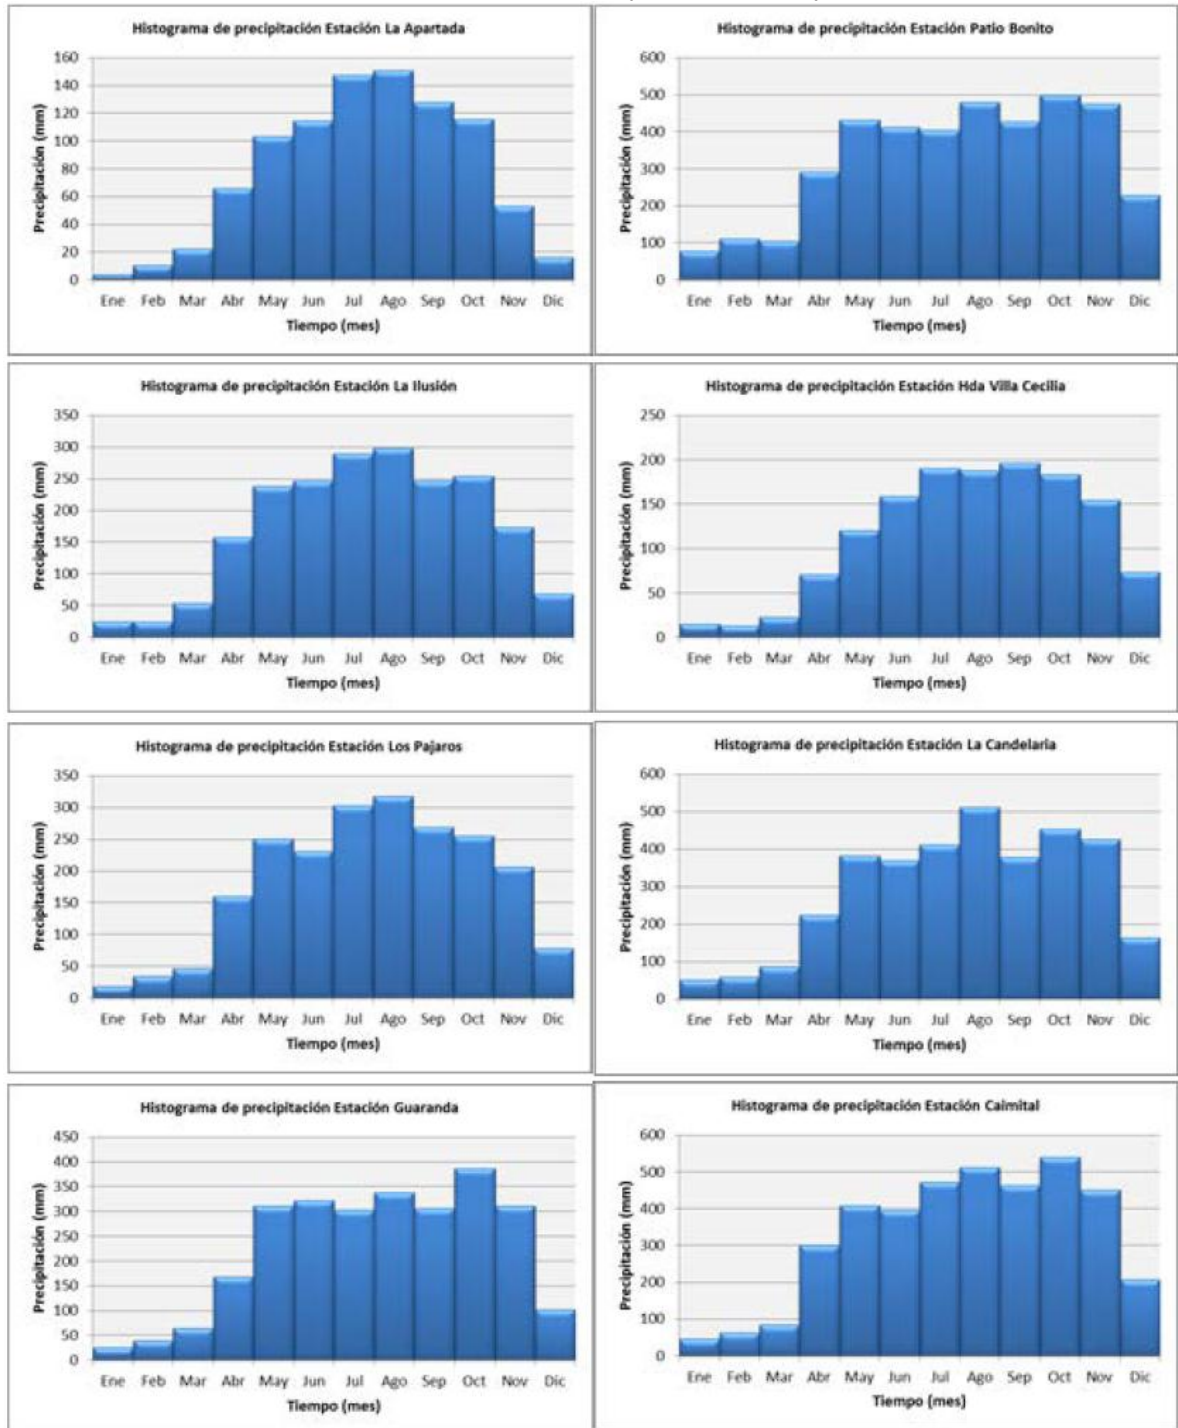 Histograma de precipitación Estación La Apartada
Precipitación (mm)
160
140
120
100
80
60
40
20
0
Ene Feb Mar Abr May Jun Jul Ago Sep Oct Nov Dic
Tiempo (mes)
Histograma de precipitación Estación Patio Bonito
Precipitación (mm)
600
500
400
300
200
100
0
Ene Feb Mar Abr May Jun Jul Ago Sep Oct Nov Dic
Tiempo (mes)
Histograma de precipitación Estación La Ilusión
Precipitación (mm)
350
300
250
200
150
100
50
0
Ene Feb Mar Abr May Jun Jul Ago Sep Oct Nov Dic
Tiempo (mes)
Histograma de precipitación Estación Hda Villa Cecilia
Precipitación (mm)
250
200
150
100
50
0
Ene Feb Mar Abr May Jun Jul Ago Sep Oct Nov Dic
Tiempo (mes)
Histograma de precipitación Estación Los Pajaros
Precipitación (mm)
350
300
250
200
150
100
50
0
Ene Feb Mar Abr May Jun Jul Ago Sep Oct Nov Dic
Tiempo (mes)
Histograma de precipitación Estación La Candelaria
Precipitación (mm)
600
500
400
300
200
100
0
Ene Feb Mar Abr May Jun Jul Ago Sep Oct Nov Dic
Tiempo (mes)
Histograma de precipitación Estación Guaranda
Precipitación (mm)
450
400
350
300
250
200
150
100
50
0
Ene Feb Mar Abr May Jun Jul Ago Sep Oct Nov Dic
Tiempo (mes)
Histograma de precipitación Estación Caimital
Precipitación (mm)
600
500
400
300
200
100
0
Ene Feb Mar Abr May Jun Jul Ago Sep Oct Nov Dic
Tiempo (mes)